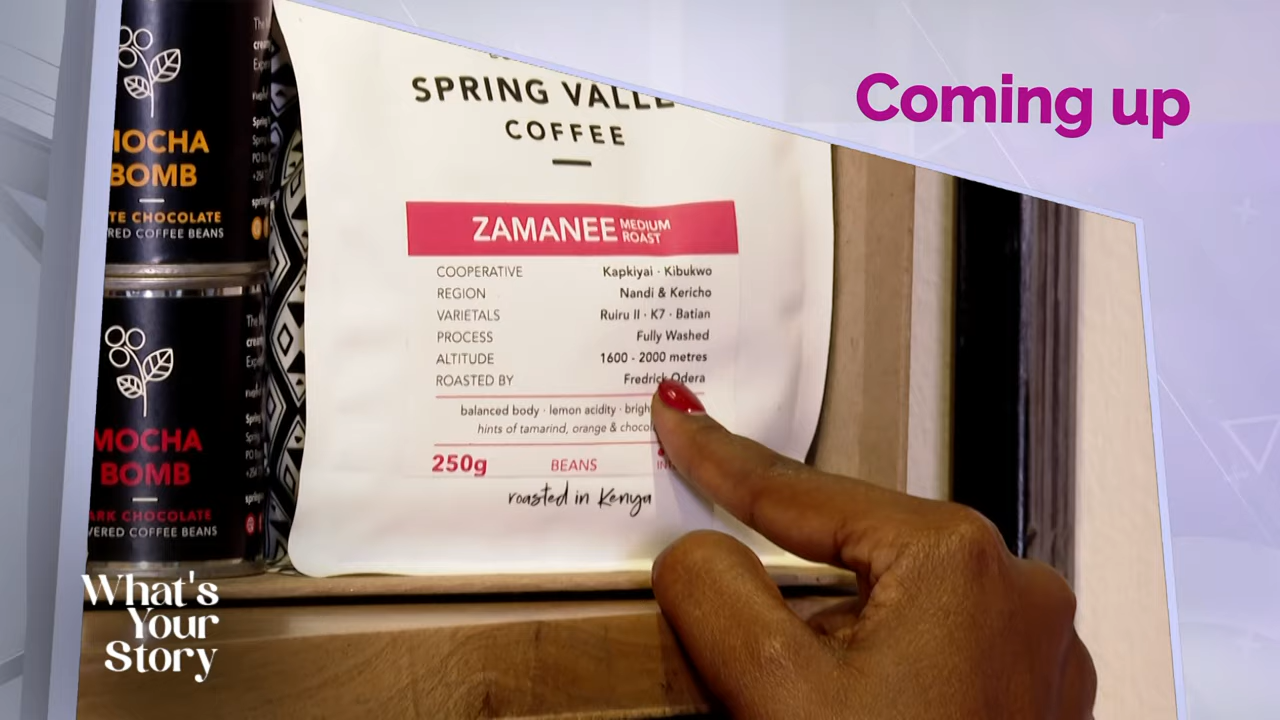 Coming up
SPRING VALLE
COFFEE
ZAMANEE MEDIUM ROAST
COOPERATIVE Kapkiyai · Kibukwo
REGION Nandi & Kericho
VARIETALS Ruiru II · K7 · Batian
PROCESS Fully Washed
ALTITUDE 1600 - 2000 metres
ROASTED BY Fredrick Odera
balanced body · lemon acidity · brigh
hints of tamarind, orange & chocol
250g BEANS
roasted in Kenya
MOCHA
BOMB
TE CHOCOLATE
RED COFFEE BEANS
MOCHA
BOMB
ARK CHOCOLATE
VERED COFFEE BEANS
What's
Your
Story